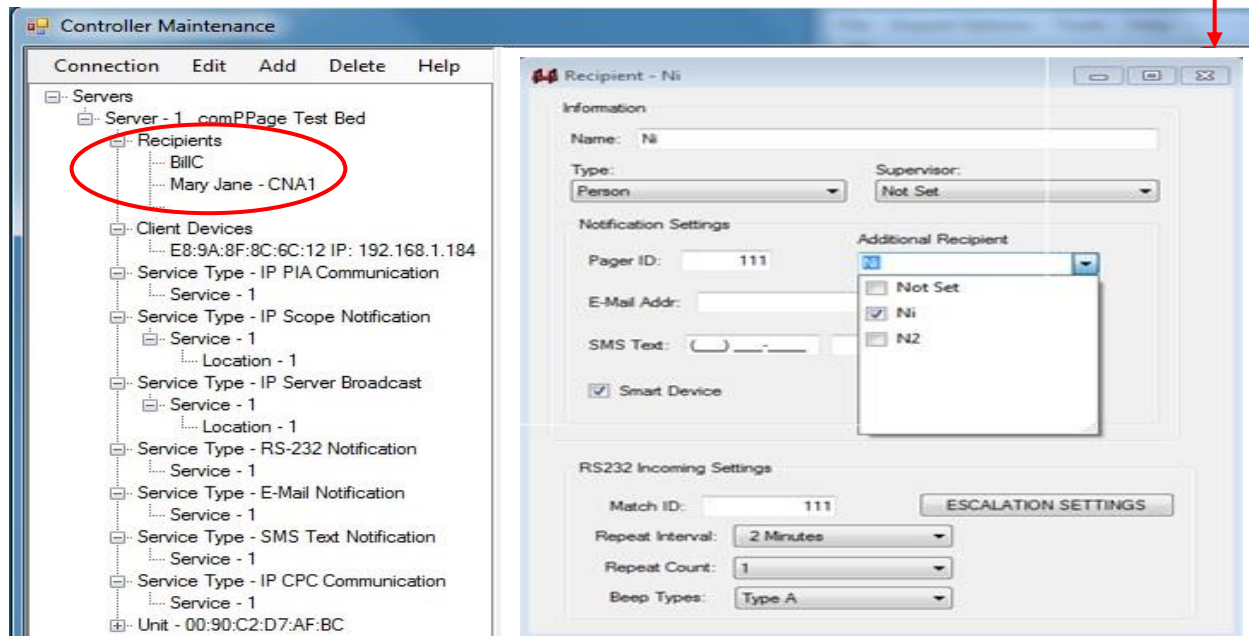 Controller Maintenance
Connection Edit Add Delete Help
Servers
Server - 1 comPPage Test Bed
Recipients
BillC
Mary Jane - CNA1
Client Devices
E8:9A:8F:8C:6C:12 IP: 192.168.1.184
Service Type - IP PIA Communication
Service - 1
Service Type - IP Scope Notification
Service - 1
Location - 1
Service Type - IP Server Broadcast
Service - 1
Location - 1
Service Type - RS-232 Notification
Service - 1
Service Type - E-Mail Notification
Service - 1
Service Type - SMS Text Notification
Service - 1
Service Type - IP CPC Communication
Service - 1
Unit - 00:90:C2:D7:AF:BC
Recipient - Ni
Information
Name: Ni
Type: Supervisor:
Person Not Set
Notification Settings
Additional Recipient
Pager ID: 111 Ni
Not Set
E-Mail Addr:
Ni
N2
SMS Text: (___) ___-____
Smart Device
RS232 Incoming Settings
Match ID: 111 ESCALATION SETTINGS
Repeat Interval: 2 Minutes
Repeat Count: 1
Beep Types: Type A